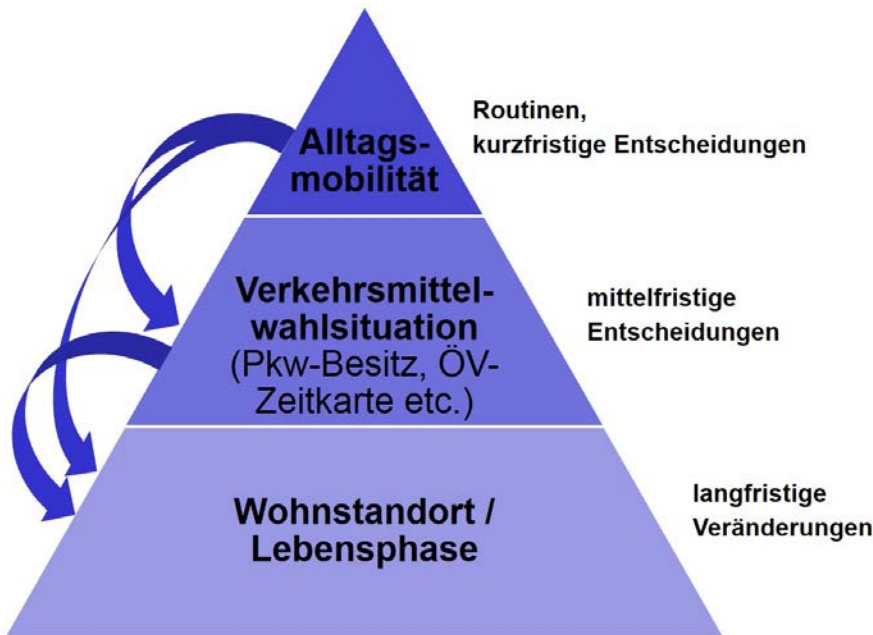 Alltags-
mobilität
Routinen,
kurzfristige Entscheidungen
Verkehrsmittel-
wahlsituation
(Pkw-Besitz, ÖV-
Zeitkarte etc.)
mittelfristige
Entscheidungen
Wohnstandort /
Lebensphase
langfristige
Veränderungen